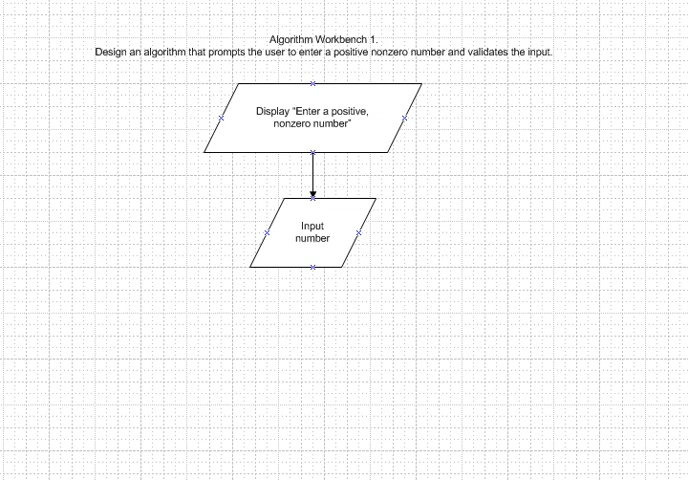 Algorithm Workbench 1.
Design an algorithm that prompts the user to enter a positive nonzero number and validates the input.
Display "Enter a positive,
nonzero number"
Input
number